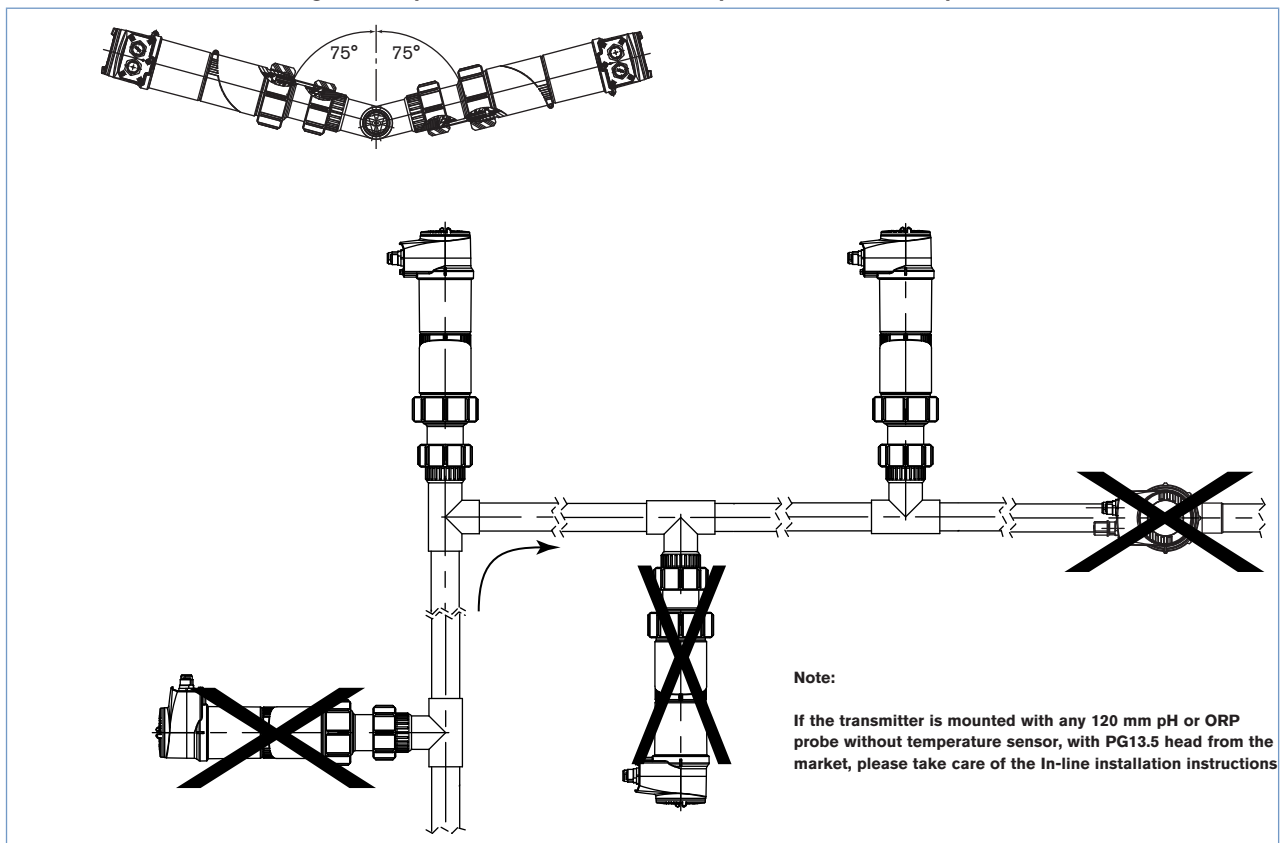 75° 75°
Note:
If the transmitter is mounted with any 120 mm pH or ORP
probe without temperature sensor, with PG13.5 head from the
market, please take care of the In-line installation instructions